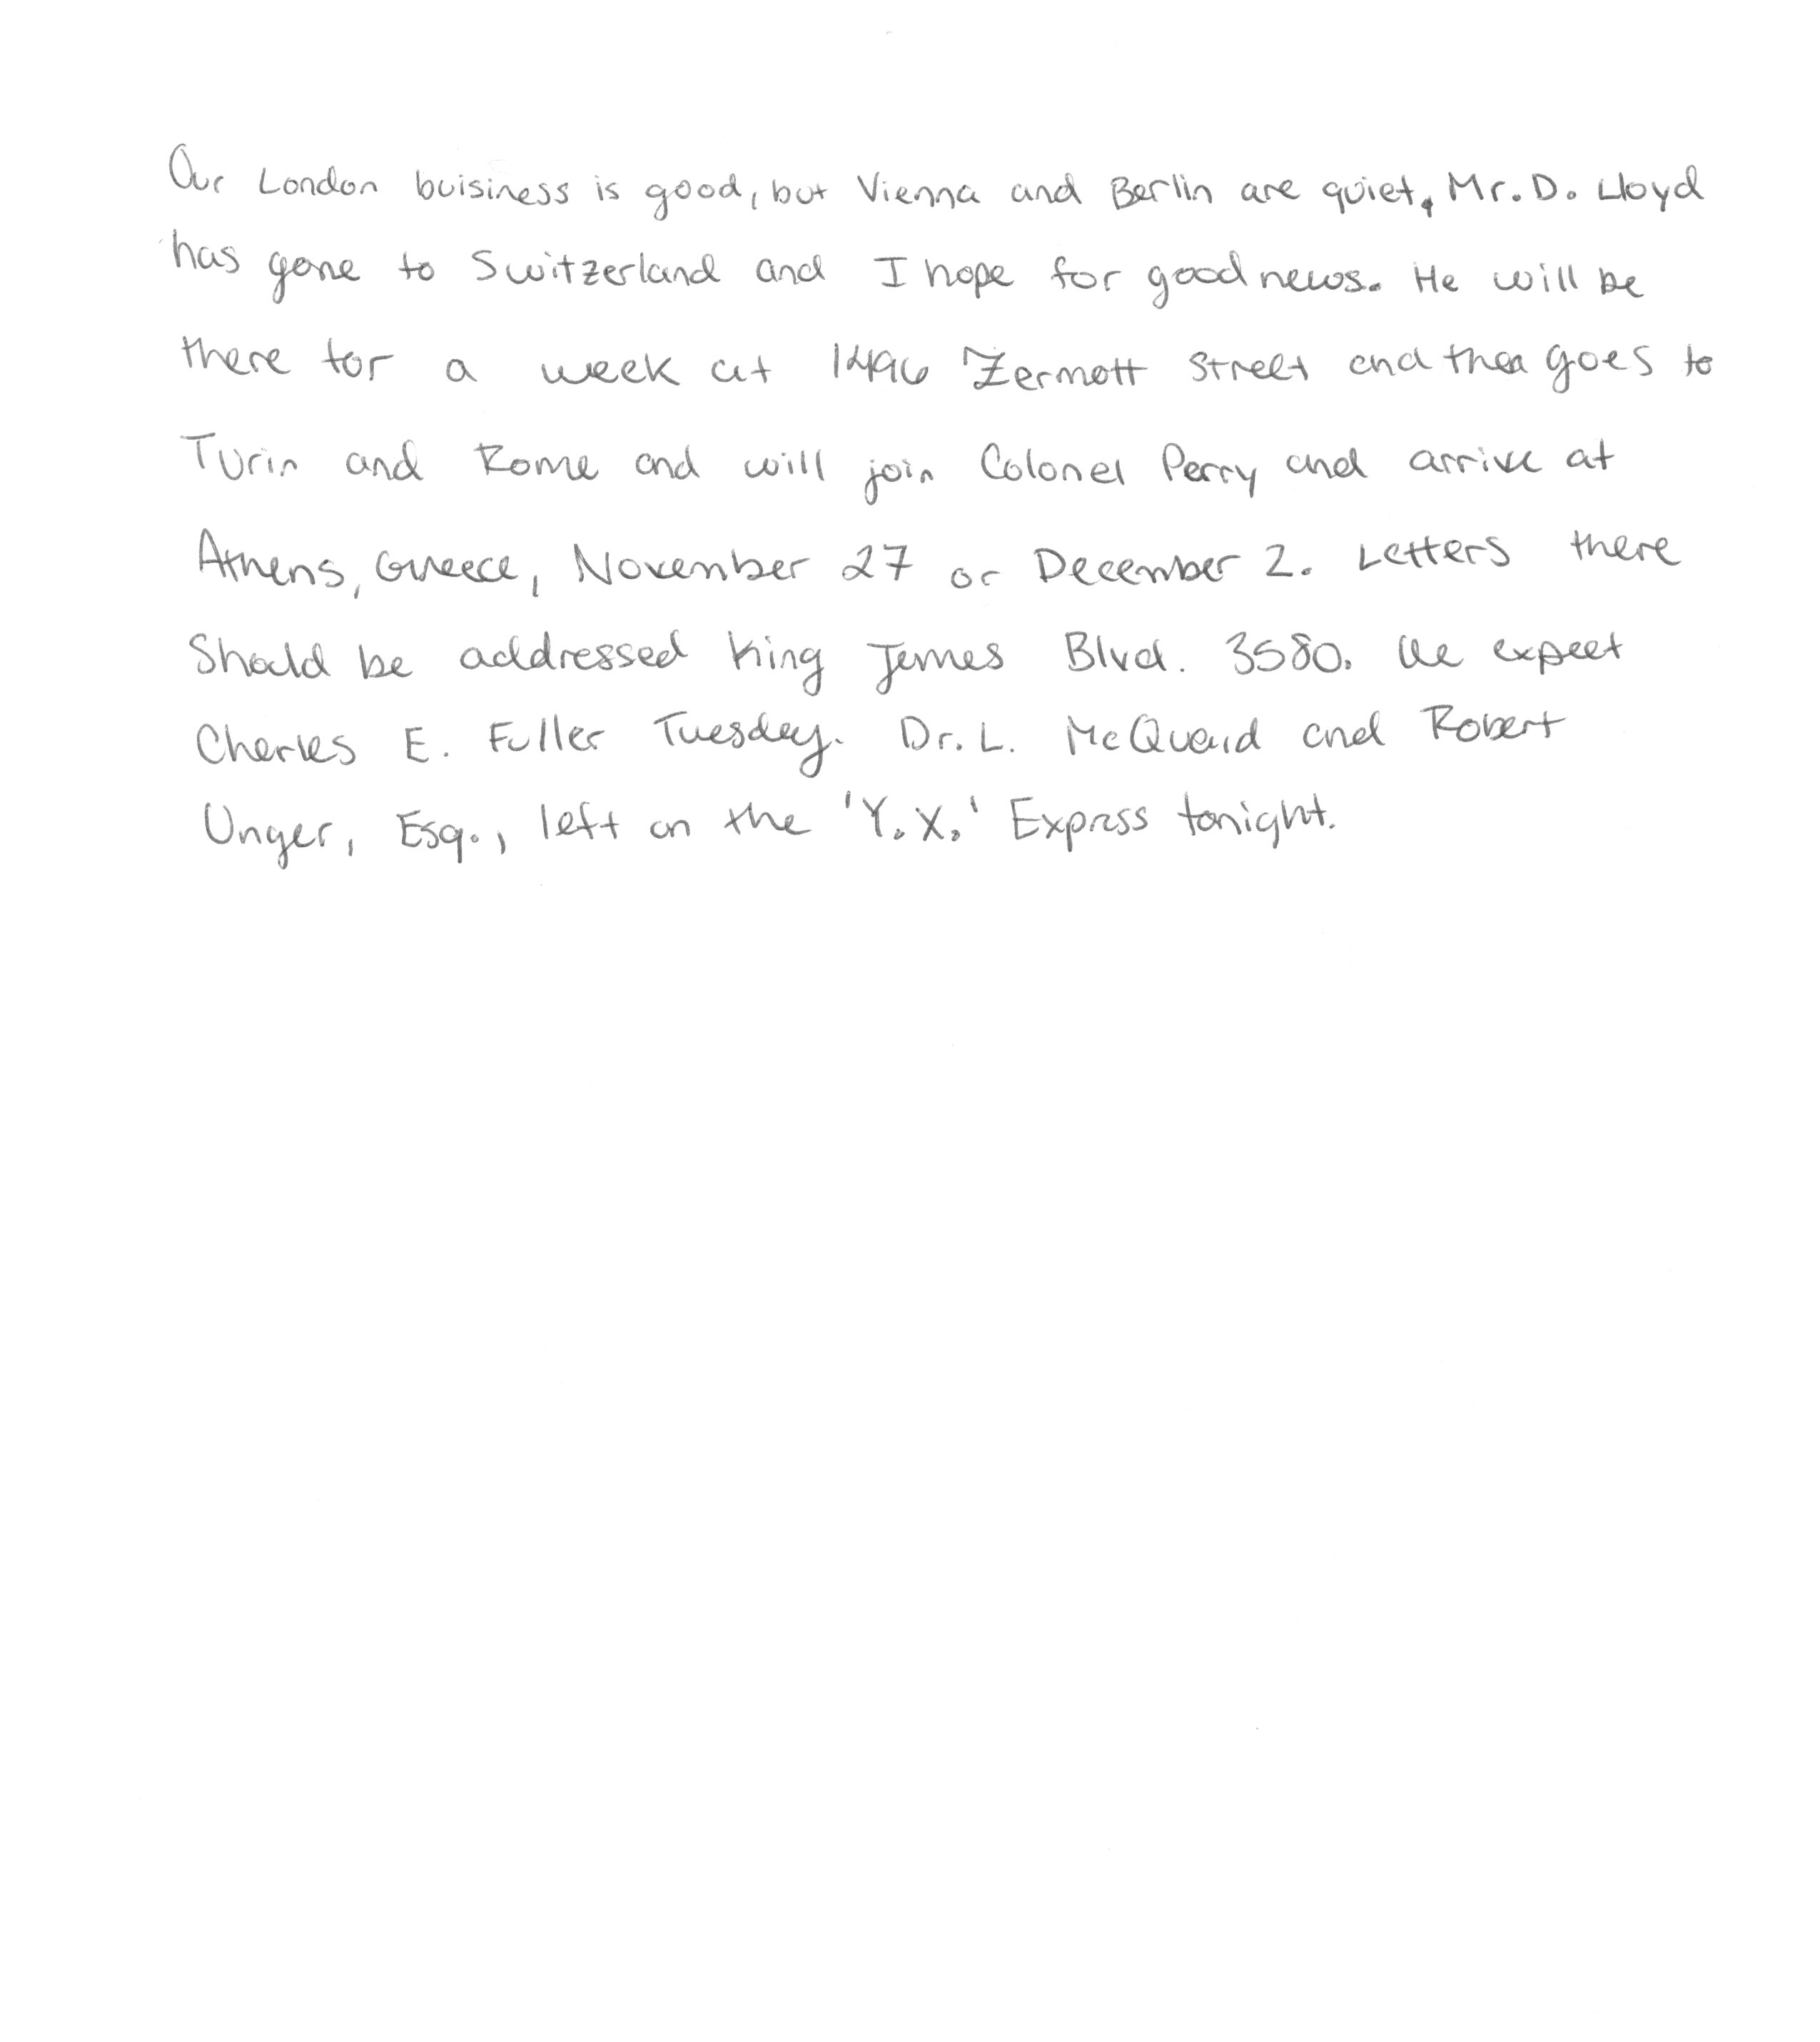 Our London buisiness is good, but Vienna and Berlin are quiet. Mr. D. Lloyd
has gone to Switzerland and I hope for good news. He will be
there for a week at 1496 Zermott Street and then goes to
Turin and Rome and will join Colonel Perry and arrive at
Athens, Greece, November 27 or December 2. Letters there
Should be addressed King James Blvd. 3580. We expect
Charles E. Fuller Tuesday. Dr. L. McQuaid and Robert
Unger, Esq., left on the 'Y.X.' Express tonight.